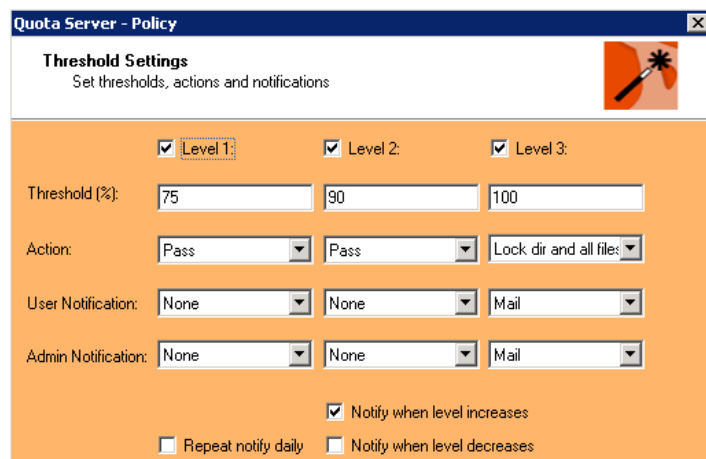 Quota Server - Policy
Threshold Settings
Set thresholds, actions and notifications
Level 1: Level 2: Level 3:
Threshold (%): 75 90 100
Action: Pass Pass Lock dir and all files
User Notification: None None Mail
Admin Notification: None None Mail
Notify when level increases
Repeat notify daily Notify when level decreases